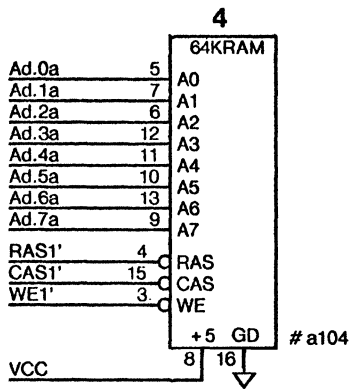 4
64KRAM
Ad.0a 5 A0
Ad.1a 7 A1
Ad.2a 6 A2
Ad.3a 12 A3
Ad.4a 11 A4
Ad.5a 10 A5
Ad.6a 13 A6
Ad.7a 9 A7
RAS1' 4 RAS
CAS1' 15 CAS
WE1' 3 WE
+5 GD # a104
VCC 8 16